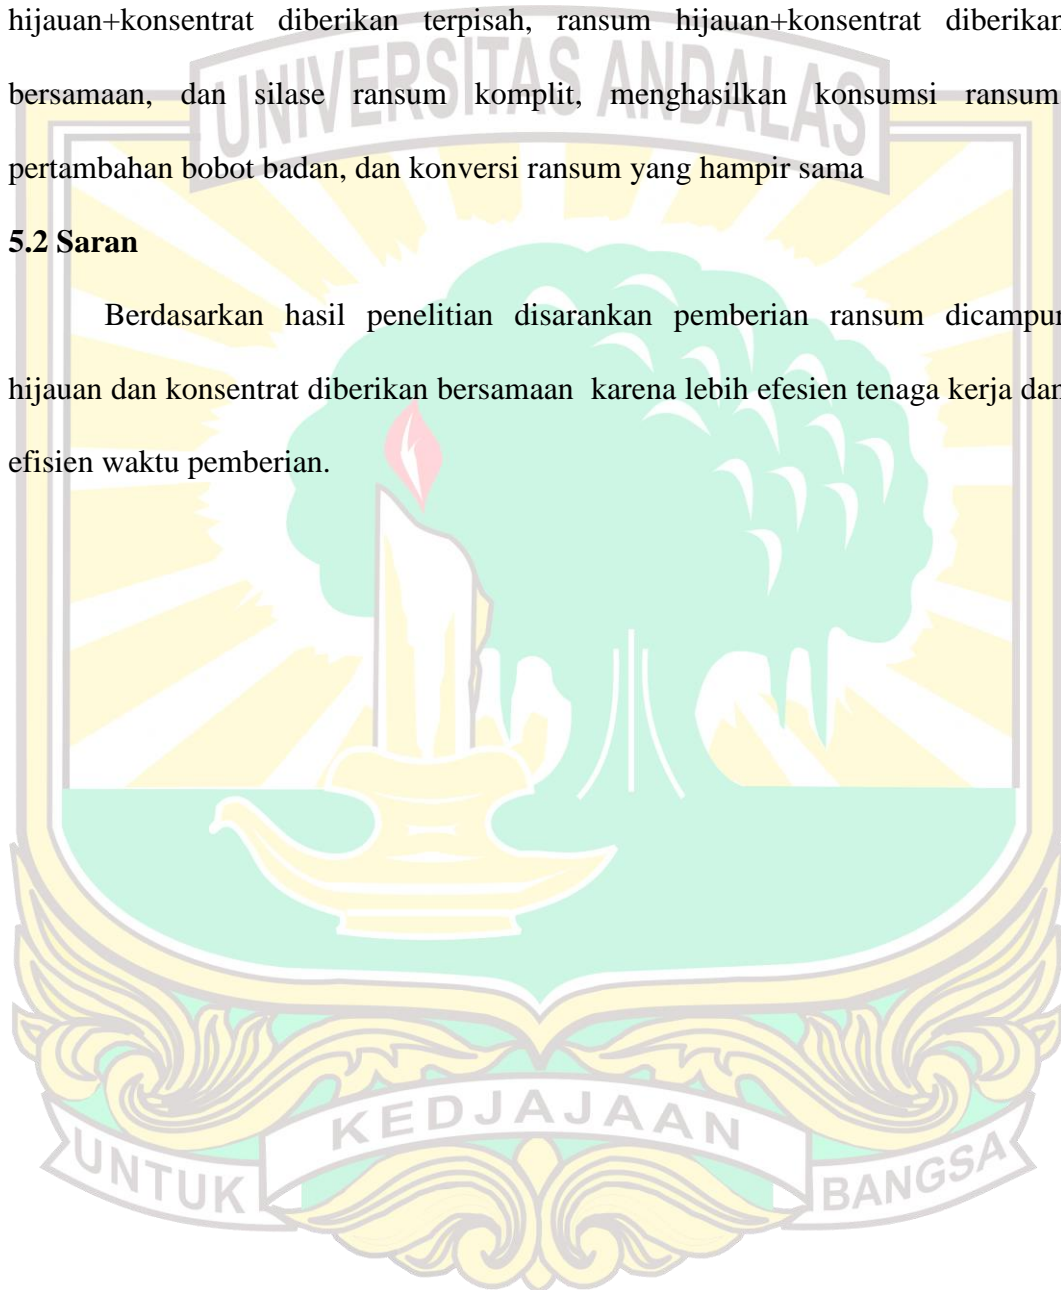 hijauan+konsentrat diberikan terpisah, ransum hijauan+konsentrat diberikan
bersamaan, dan silase ransum komplit, menghasilkan konsumsi ransum
pertambahan bobot badan, dan konversi ransum yang hampir sama
5.2 Saran
Berdasarkan hasil penelitian disarankan pemberian ransum dicampur
hijauan dan konsentrat diberikan bersamaan karena lebih efesien tenaga kerja dan
efisien waktu pemberian.
UNIVERSITAS ANDALAS
UNTUK KEDJAJAAN BANGSA